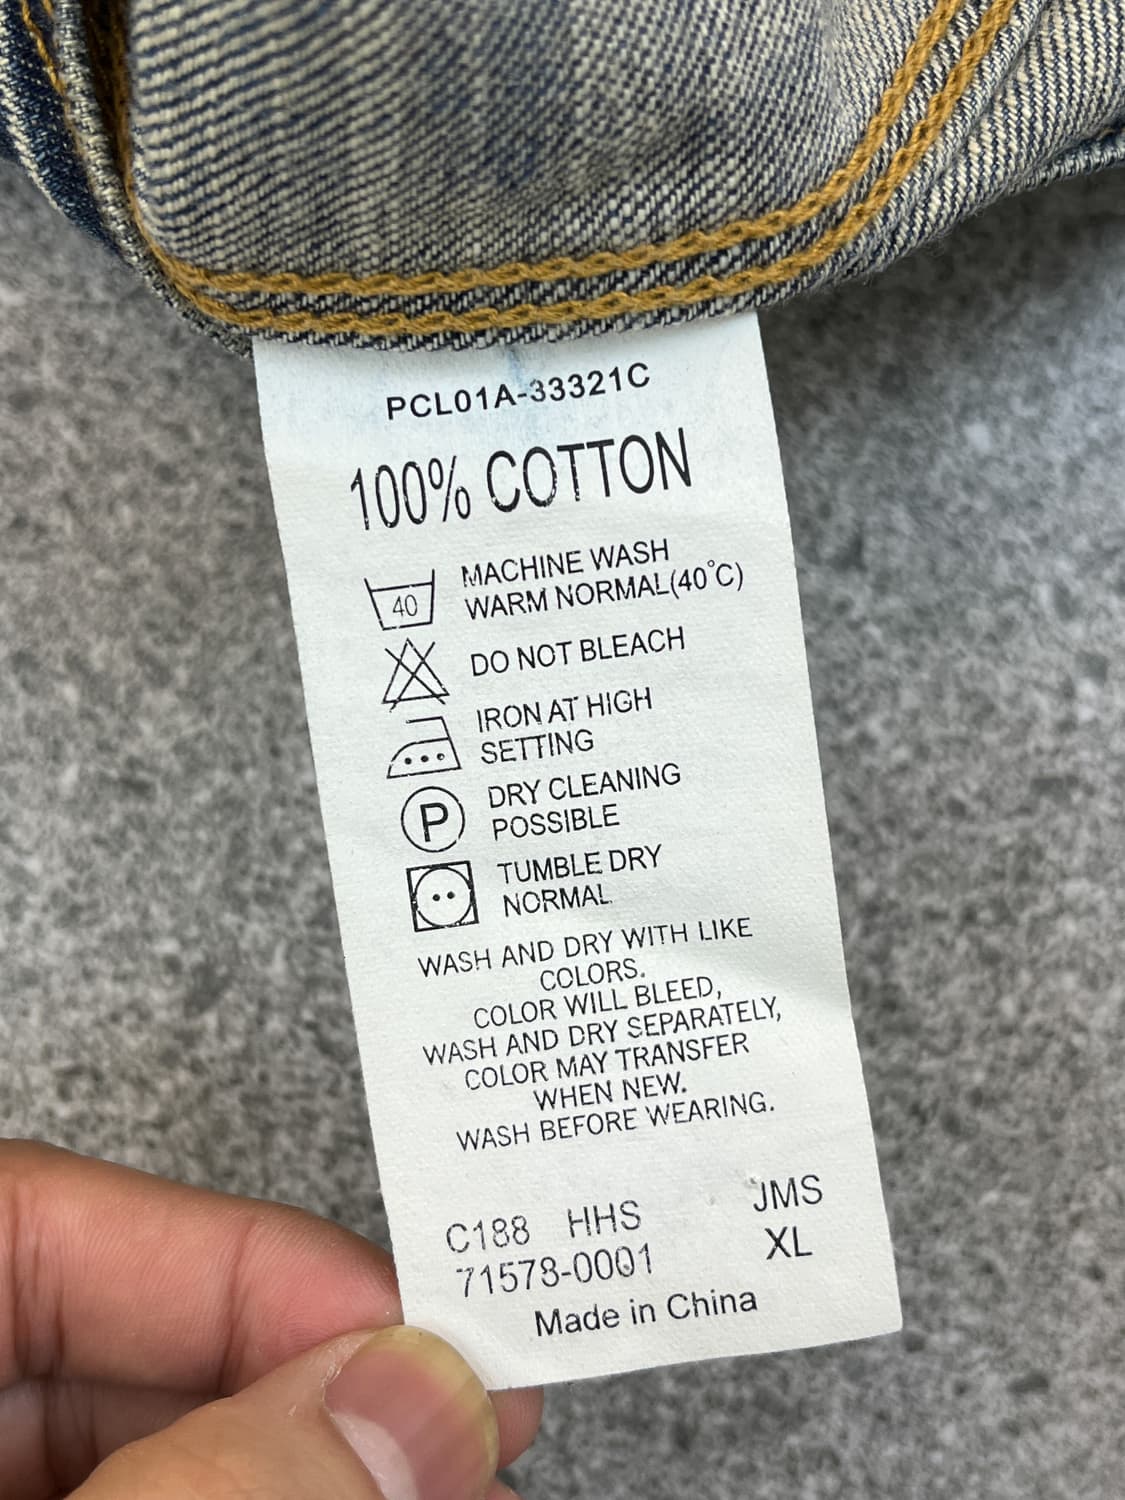 PCL01A-33321C
100% COTTON
40
MACHINE WASH
WARM NORMAL(40°C)
DO NOT BLEACH
IRON AT HIGH
SETTING
P
DRY CLEANING
POSSIBLE
TUMBLE DRY
NORMAL
WASH AND DRY WITH LIKE
COLORS.
COLOR WILL BLEED,
WASH AND DRY SEPARATELY,
COLOR MAY TRANSFER
WHEN NEW.
WASH BEFORE WEARING.
C188 HHS JMS
71578-0001 XL
Made in China